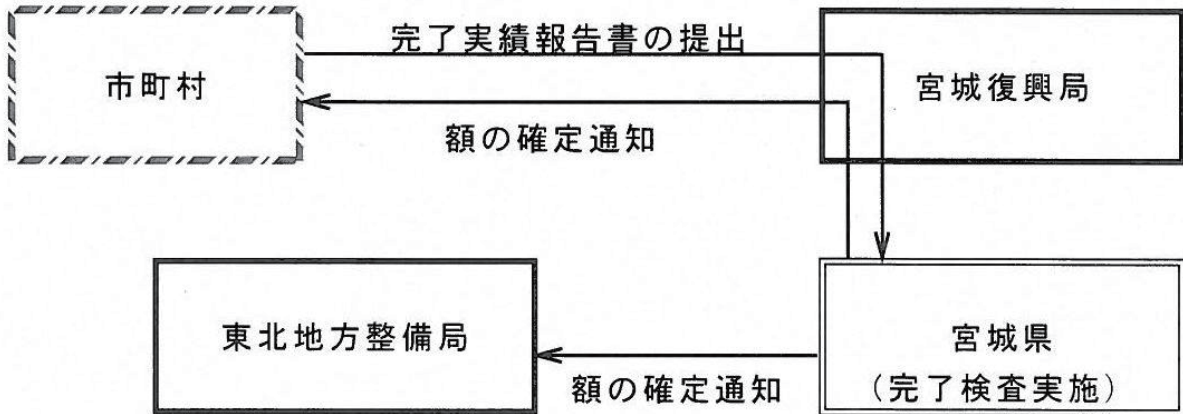 完了実績報告書の提出
市町村
宮城復興局
額の確定通知
東北地方整備局
宮城県
（完了検査実施）
額の確定通知